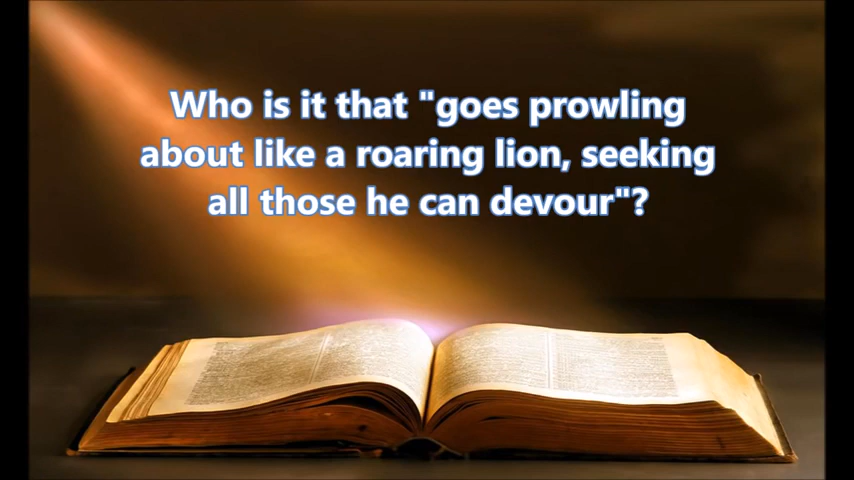 Who is it that "goes prowling
about like a roaring lion, seeking
all those he can devour"?